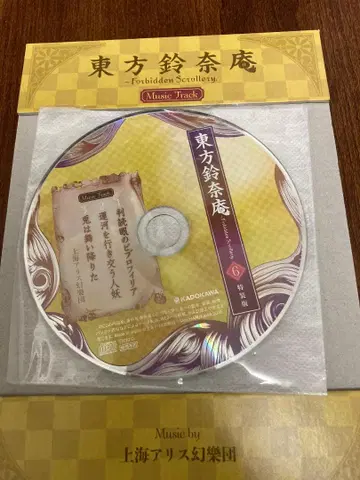 東方鈴奈庵
~Forbidden Scrollery.
Music Track
東方鈴奈庵
6
特装版
Music Track
判読眼のビブロフィリア
運河を行き交う人妖
兎は舞い降りた
上海アリス幻樂団
KADOKAWA
Music by
上海アリス幻樂団